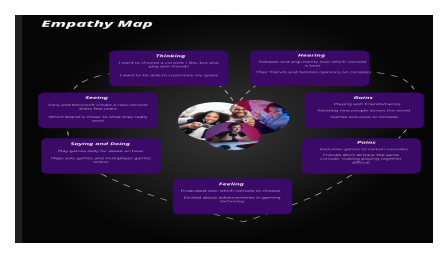 Empathy Map
Thinking
I want to choose a console I like, but also
play with friends
I want to be able to customise my space
Hearing
Debates and arguments over which console
is best
Their friends and families opinions on consoles
Seeing
Sony and Microsoft create a new console
every few years
Which brand is closer to what they really
want
Gains
Playing with friends/family
Meeting new people across the world
Games exclusive to console
Saying and Doing
Play games daily for about an hour
Plays solo games and multiplayer games
online
Pains
Exclusive games to certain consoles
Friends don't all have the same
console, making playing together
difficult
Feeling
Frustrated over which console to choose
Excited about advancements in gaming
technology